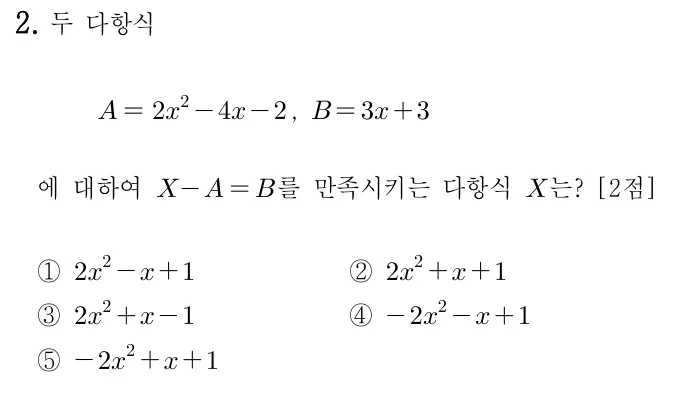 2. 두 다항식
A = 2x² − 4x − 2, B = 3x + 3
에 대하여 X − A = B를 만족시키는 다항식 X는? [2점]
① 2x² − x + 1 ② 2x² + x + 1
③ 2x² + x − 1 ④ −2x² − x + 1
⑤ −2x² + x + 1